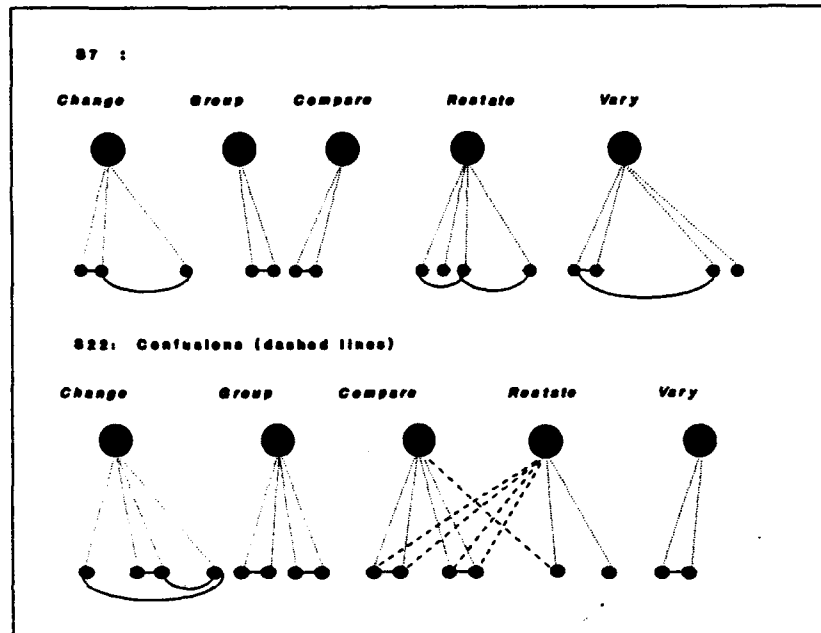 S7 :
Change Group Compare Restate Vary
S22: Confusions (dashed lines)
Change Group Compare Restate Vary